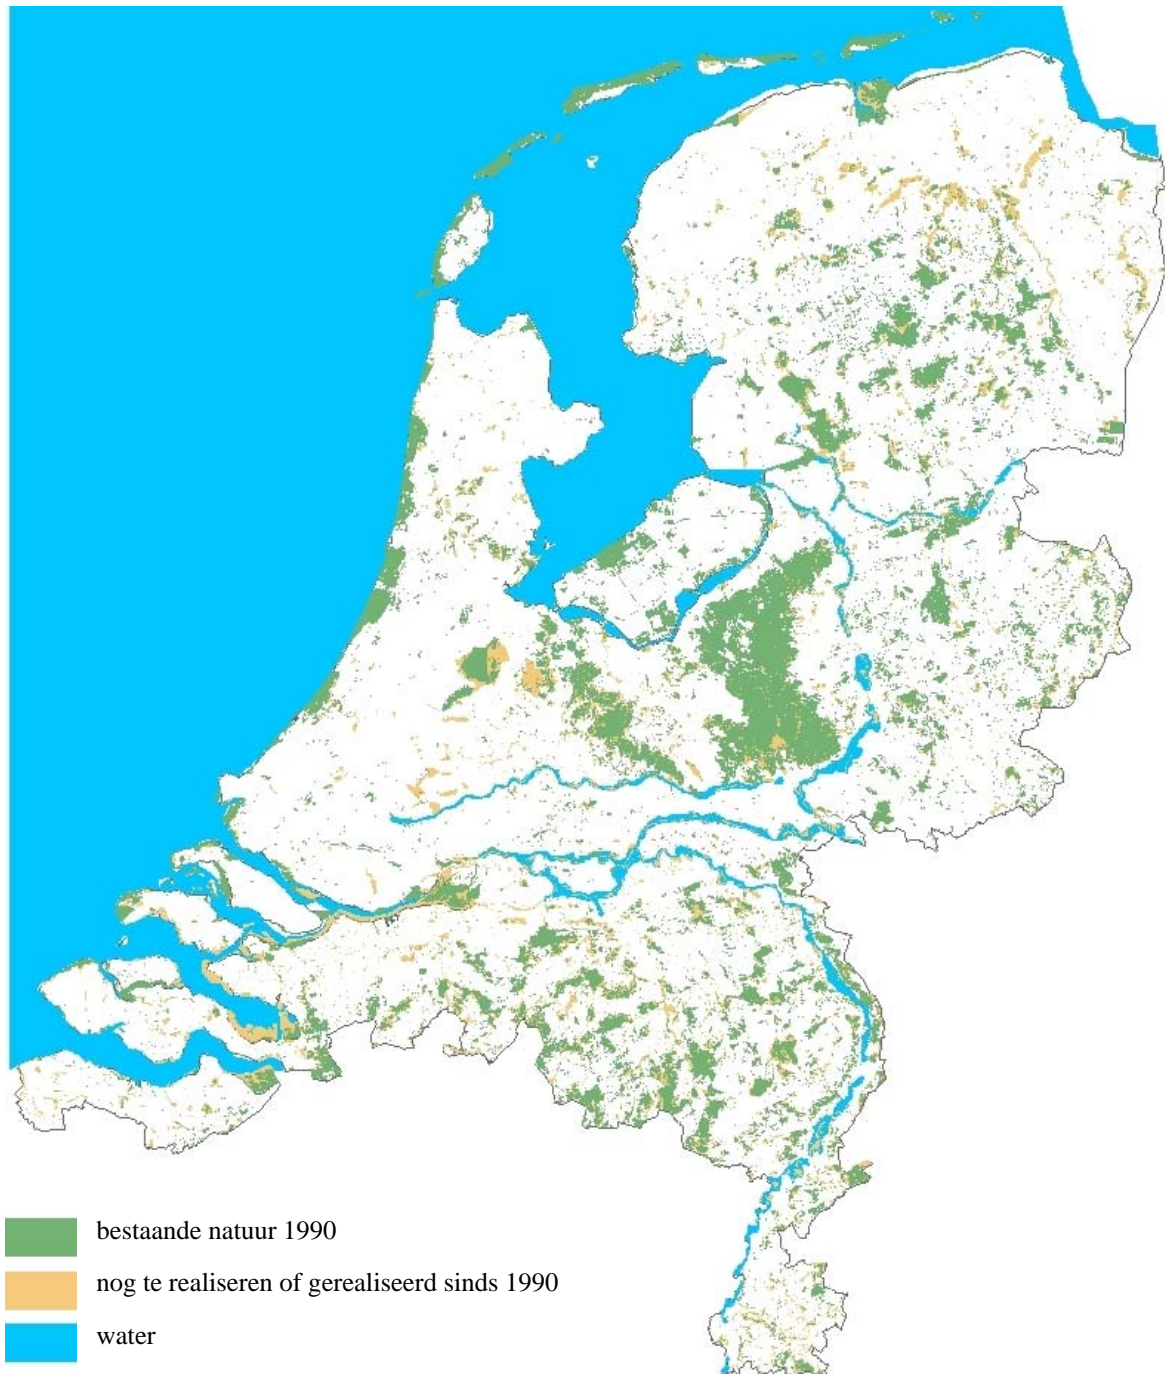 bestaande natuur 1990
nog te realiseren of gerealiseerd sinds 1990
water